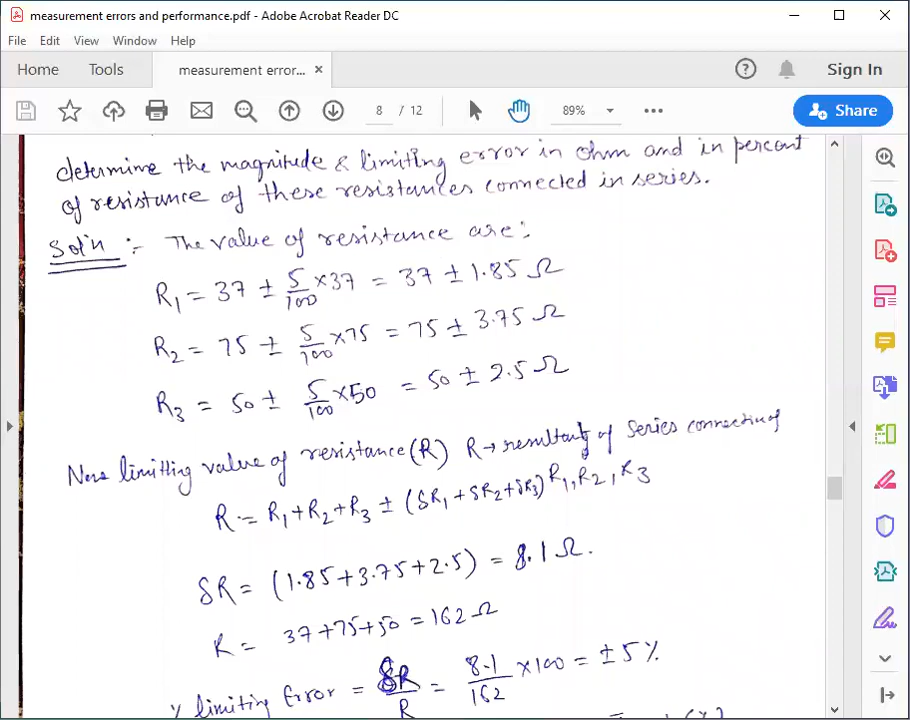 measurement errors and performance.pdf - Adobe Acrobat Reader DC
File Edit View Window Help
Home Tools measurement error... × Sign In
8 / 12 89% Share
determine the magnitude & limiting error in ohm and in percent
of resistance of these resistances connected in series.
Sol'n :- The value of resistance are:
R1 = 37 ± 5/100 ×37 = 37 ± 1.85 Ω
R2 = 75 ± 5/100 ×75 = 75 ± 3.75 Ω
R3 = 50 ± 5/100 ×50 = 50 ± 2.5 Ω
limitting value of resistance (R) R→ of series connection of
R = R1+R2+R3 ± (δR1+δR2+δR3) R1, R2, R3
δR = (1.85+3.75+2.5) = 8.1 Ω.
R = 37+75+50 = 162 Ω
% limiting Error = δR/R = 8.1/162 ×100 = ± 5%